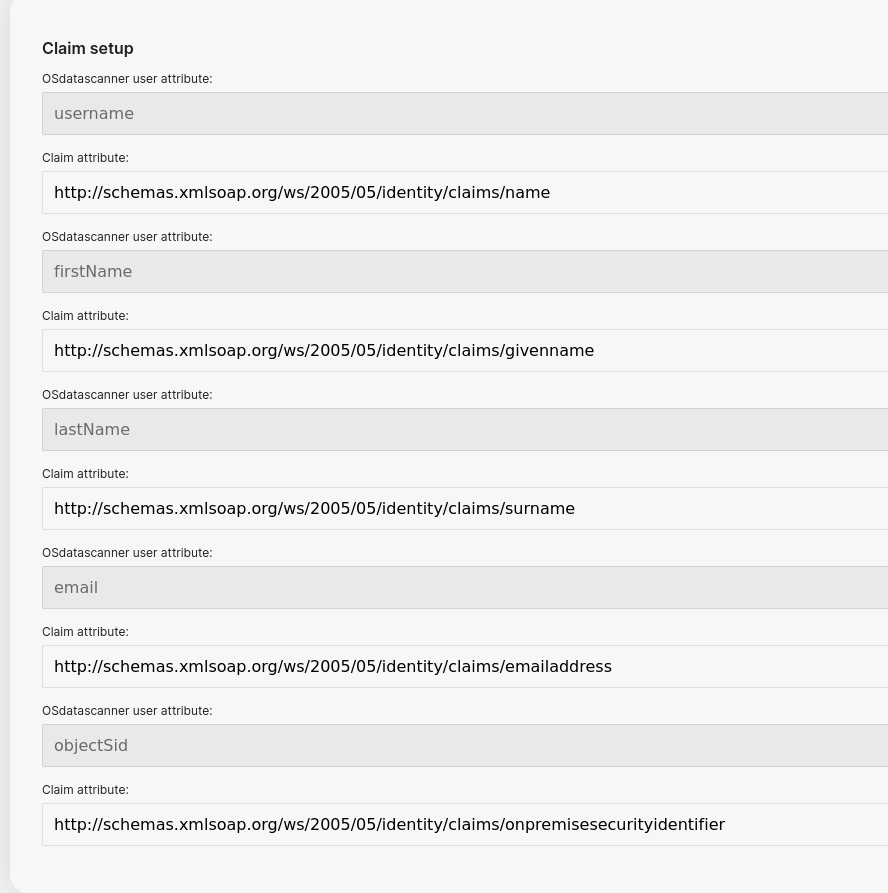 Claim setup
OSdatascanner user attribute:
username
Claim attribute:
http://schemas.xmlsoap.org/ws/2005/05/identity/claims/name
OSdatascanner user attribute:
firstName
Claim attribute:
http://schemas.xmlsoap.org/ws/2005/05/identity/claims/givenname
OSdatascanner user attribute:
lastName
Claim attribute:
http://schemas.xmlsoap.org/ws/2005/05/identity/claims/surname
OSdatascanner user attribute:
email
Claim attribute:
http://schemas.xmlsoap.org/ws/2005/05/identity/claims/emailaddress
OSdatascanner user attribute:
objectSid
Claim attribute:
http://schemas.xmlsoap.org/ws/2005/05/identity/claims/onpremisesecurityidentifier